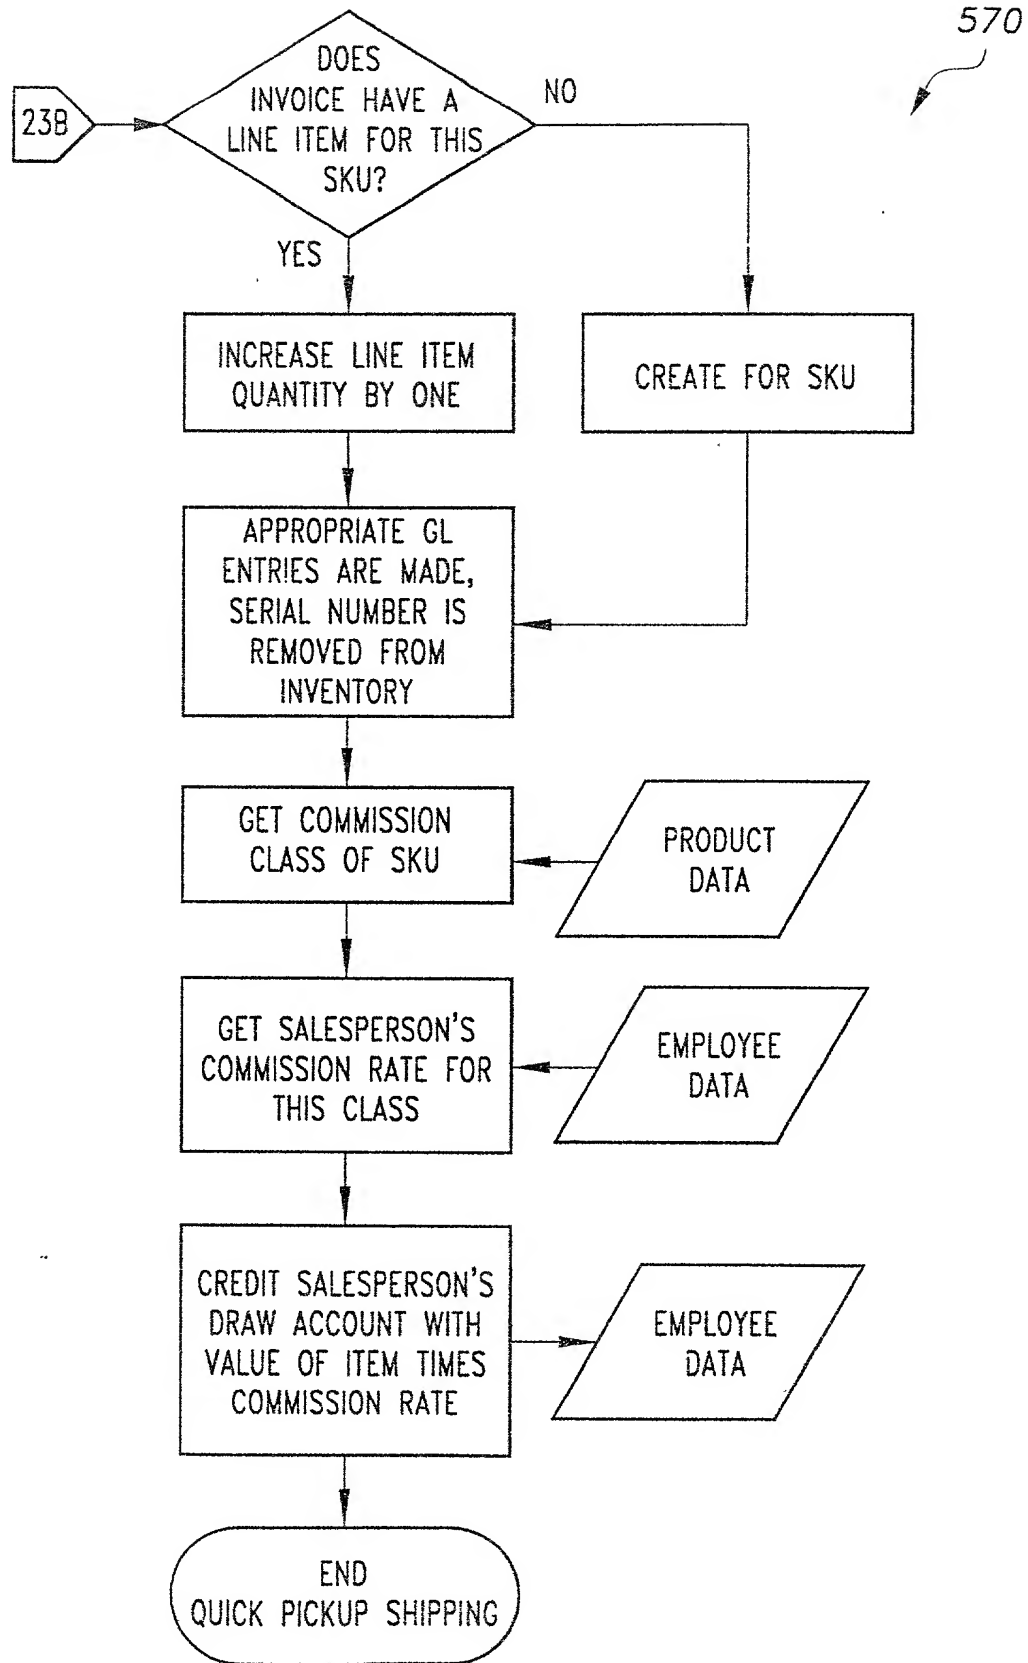 570
23B
DOES
INVOICE HAVE A
LINE ITEM FOR THIS
SKU?
NO
YES
INCREASE LINE ITEM
QUANTITY BY ONE
CREATE FOR SKU
APPROPRIATE GL
ENTRIES ARE MADE,
SERIAL NUMBER IS
REMOVED FROM
INVENTORY
GET COMMISSION
CLASS OF SKU
PRODUCT
DATA
GET SALESPERSON'S
COMMISSION RATE FOR
THIS CLASS
EMPLOYEE
DATA
CREDIT SALESPERSON'S
DRAW ACCOUNT WITH
VALUE OF ITEM TIMES
COMMISSION RATE
EMPLOYEE
DATA
END
QUICK PICKUP SHIPPING